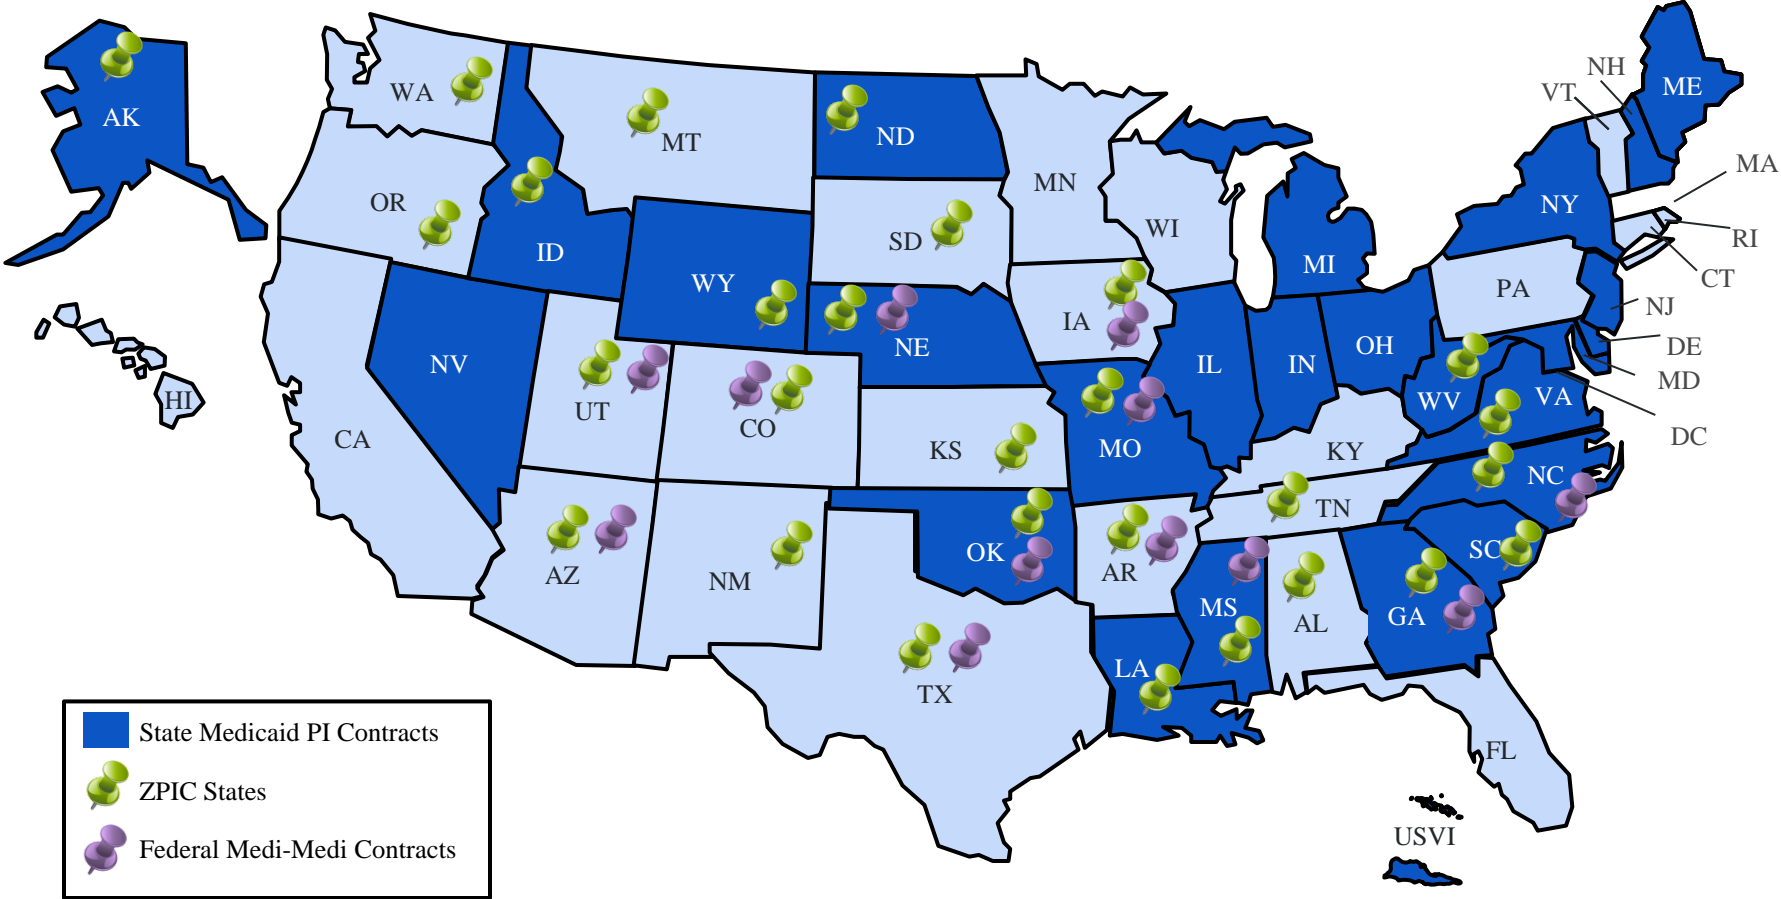 NH
VT
ME
WA
AK
MT
ND
MA
MN
OR
NY
WI
SD
RI
ID
MI
CT
WY
PA
NJ
IA
NE
OH
DE
NV
IL
IN
MD
UT
HI
WV
VA
CO
DC
CA
KS
MO
KY
NC
TN
OK
SC
AZ
NM
AR
MS
GA
AL
LA
TX
State Medicaid PI Contracts
FL
ZPIC States
USVI
Federal Medi-Medi Contracts